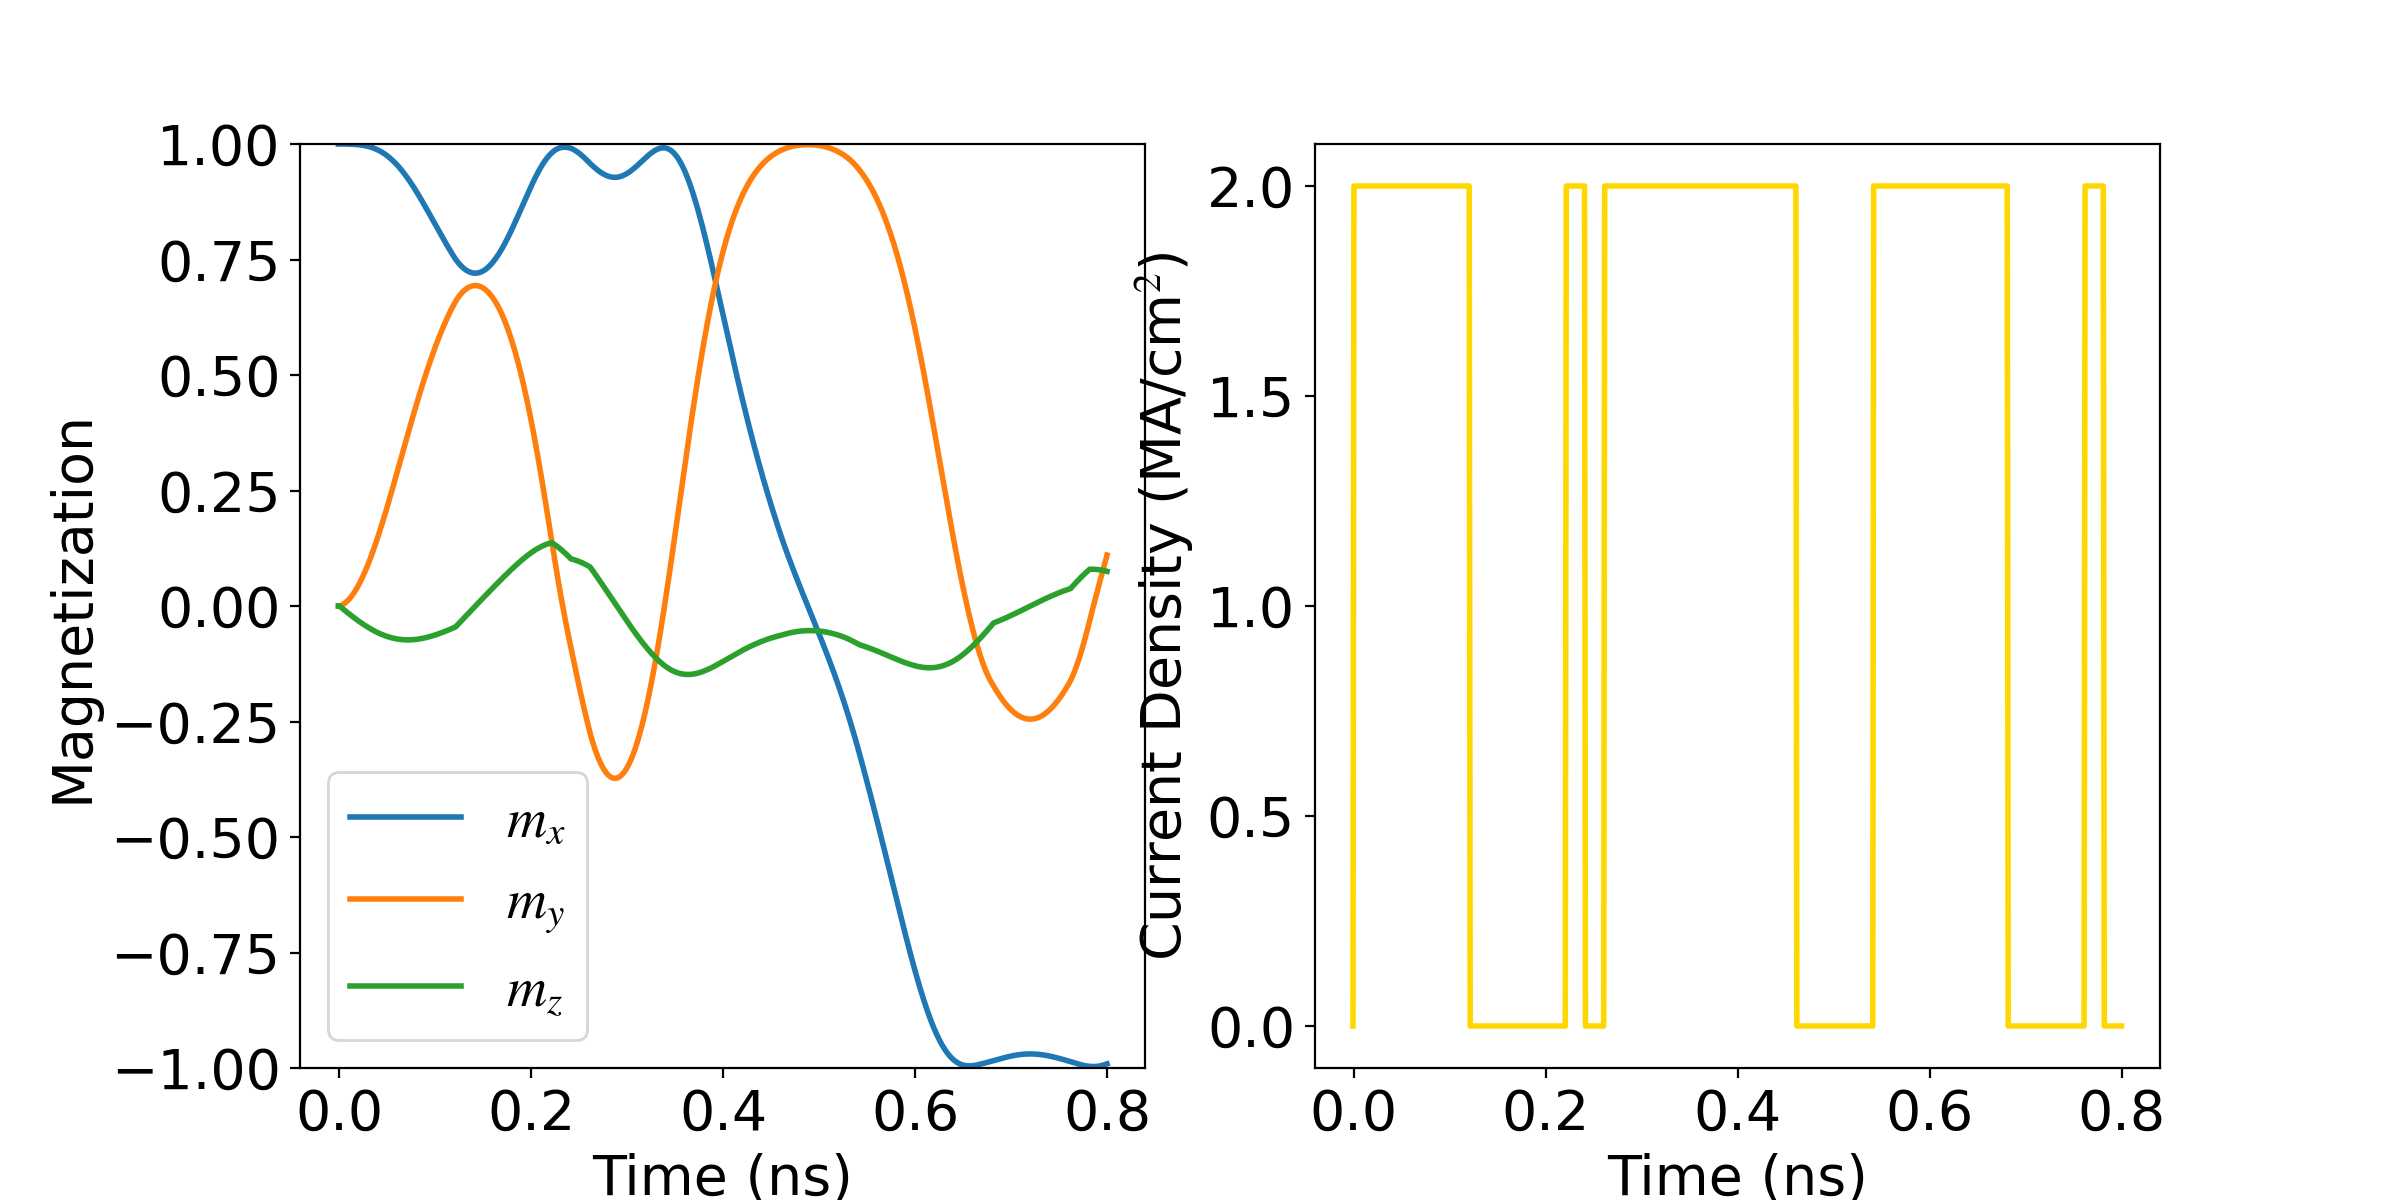 Magnetization
1.00
0.75
0.50
0.25
0.00
−0.25
−0.50
−0.75
−1.00
m_x
m_y
m_z
0.0 0.2 0.4 0.6 0.8
Time (ns)
Current Density (MA/cm²)
2.0
1.5
1.0
0.5
0.0
0.0 0.2 0.4 0.6 0.8
Time (ns)